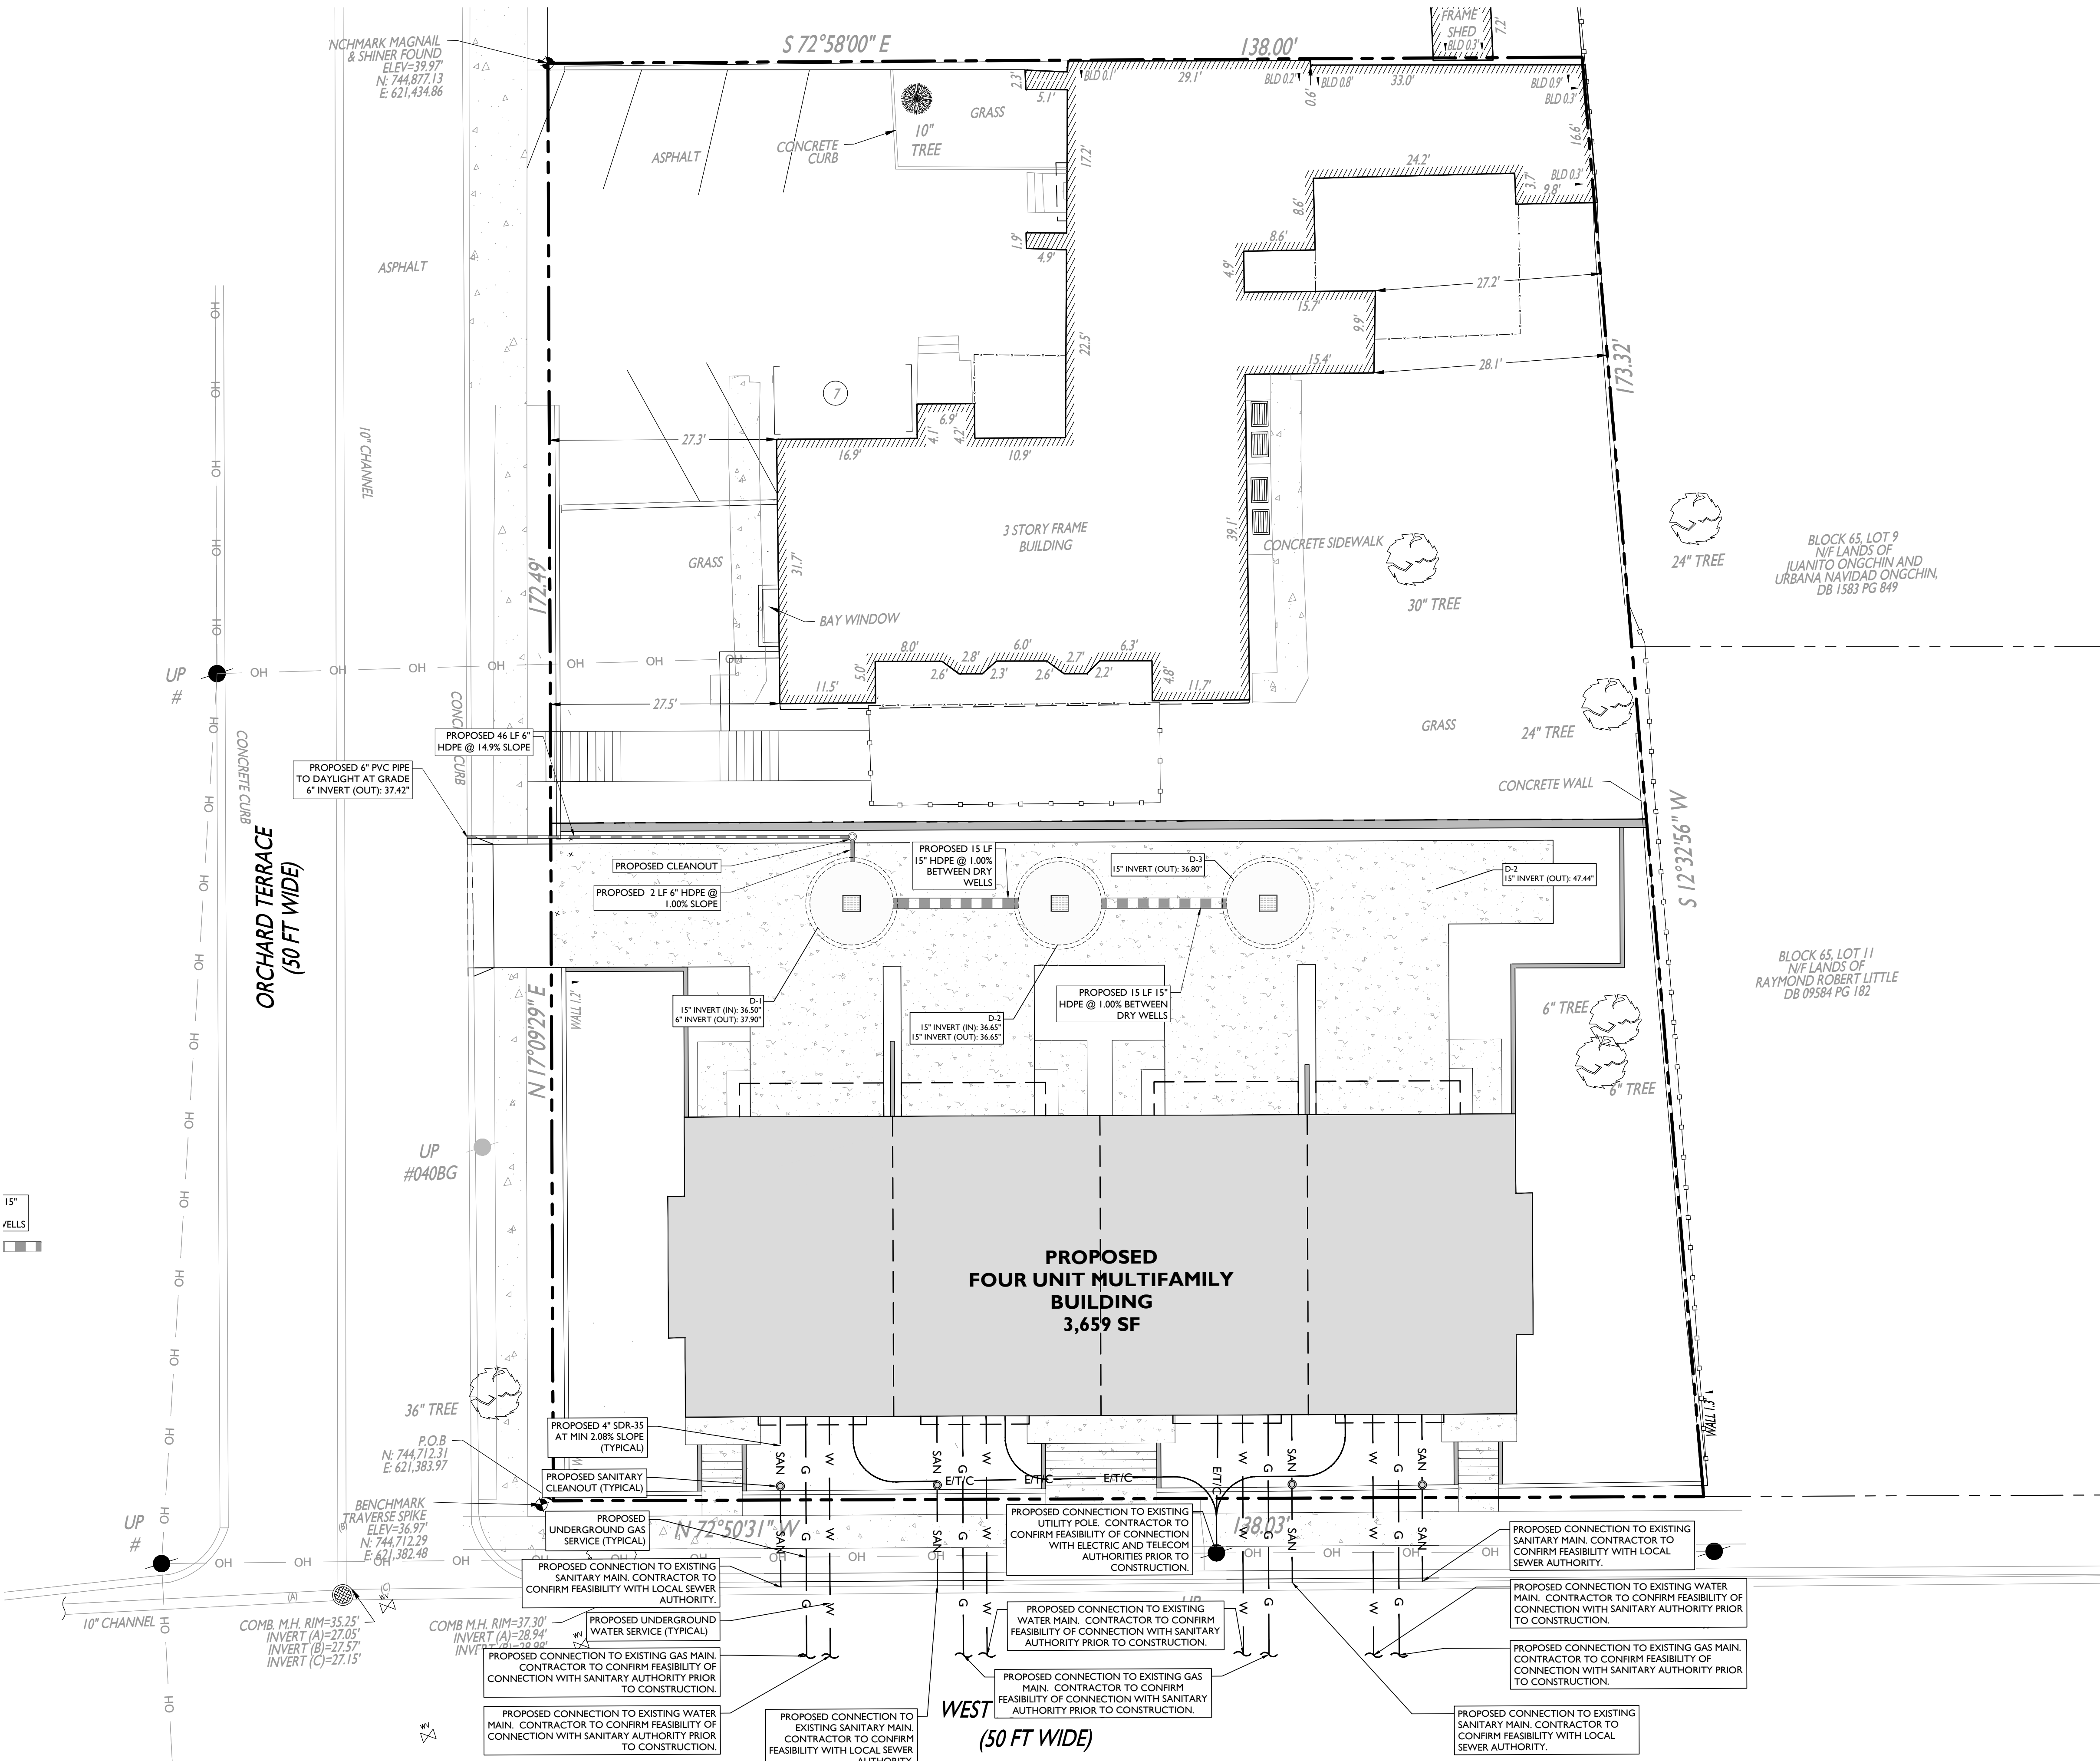 S 72°58'00" E
138.00'
FRAME
SHED
BLD 0.3'
7.2'
NCHMARK MAGNAIL
& SHINER FOUND
ELEV=39.97'
N: 744,877.13
E: 621,434.86
2.3'
5.1'
BLD 0.1'
29.1'
BLD 0.2'
0.6'
BLD 0.8'
33.0'
BLD 0.9'
BLD 0.3'
16.6'
GRASS
10"
TREE
CONCRETE
CURB
ASPHALT
17.2'
24.2'
BLD 0.3'
3.7'
9.8'
8.6'
8.6'
1.9'
4.9'
4.9'
ASPHALT
27.2'
15.7'
9.9'
22.5'
15.4'
28.1'
173.32'
7
10" CHANNEL
27.3'
6.9'
4.1'
4.2'
16.9'
10.9'
3 STORY FRAME
BUILDING
39.1'
CONCRETE SIDEWALK
24" TREE
BLOCK 65, LOT 9
N/F LANDS OF
JUANITO ONGCHIN AND
URBANA NAVIDAD ONGCHIN,
DB 1583 PG 849
GRASS
31.7'
172.49'
30" TREE
BAY WINDOW
8.0'
2.8'
6.0'
2.7'
6.3'
5.0'
2.6'
2.3'
2.6'
2.2'
4.8'
11.5'
11.7'
UP
#
OH OH OH OH OH OH OH
27.5'
GRASS
24" TREE
CONCRETE CURB
CONCRETE CURB
PROPOSED 46 LF 6"
HDPE @ 14.9% SLOPE
PROPOSED 6" PVC PIPE
TO DAYLIGHT AT GRADE
6" INVERT (OUT): 37.42"
CONCRETE WALL
S 12°32'56" W
ORCHARD TERRACE
(50 FT WIDE)
PROPOSED CLEANOUT
PROPOSED 2 LF 6" HDPE @
1.00% SLOPE
PROPOSED 15 LF
15" HDPE @ 1.00%
BETWEEN DRY
WELLS
D-3
15" INVERT (OUT): 36.80"
D-2
15" INVERT (OUT): 47.44"
BLOCK 65, LOT 11
N/F LANDS OF
RAYMOND ROBERT LITTLE
DB 09584 PG 182
N 17°09'29" E
WALL 1.2'
D-1
15" INVERT (IN): 36.50"
6" INVERT (OUT): 37.90"
D-2
15" INVERT (IN): 36.65"
15" INVERT (OUT): 36.65"
PROPOSED 15 LF 15"
HDPE @ 1.00% BETWEEN
DRY WELLS
6" TREE
6" TREE
UP
#040BG
15"
VELLS
PROPOSED
FOUR UNIT MULTIFAMILY
BUILDING
3,659 SF
36" TREE
WALL 1.3'
P.O.B
N: 744,712.31
E: 621,383.97
PROPOSED 4" SDR-35
AT MIN 2.08% SLOPE
(TYPICAL)
PROPOSED SANITARY
CLEANOUT (TYPICAL)
SAN G W SAN G W E/T/C W G SAN W G SAN
E/T/C E/T/C E/T/C
BENCHMARK
TRAVERSE SPIKE
ELEV=36.97'
N: 744,712.29
E: 621,382.48
UP
#
PROPOSED
UNDERGROUND GAS
SERVICE (TYPICAL)
N 72°50'31" W
138.03'
PROPOSED CONNECTION TO EXISTING
UTILITY POLE. CONTRACTOR TO
CONFIRM FEASIBILITY OF CONNECTION
WITH ELECTRIC AND TELECOM
AUTHORITIES PRIOR TO
CONSTRUCTION.
PROPOSED CONNECTION TO EXISTING
SANITARY MAIN. CONTRACTOR TO
CONFIRM FEASIBILITY WITH LOCAL
SEWER AUTHORITY.
PROPOSED CONNECTION TO EXISTING
SANITARY MAIN. CONTRACTOR TO
CONFIRM FEASIBILITY WITH LOCAL SEWER
AUTHORITY.
PROPOSED CONNECTION TO EXISTING WATER
MAIN. CONTRACTOR TO CONFIRM FEASIBILITY OF
CONNECTION WITH SANITARY AUTHORITY PRIOR
TO CONSTRUCTION.
(A)
(B)
(C)
WV
10" CHANNEL
COMB. M.H. RIM=35.25'
INVERT (A)=27.05'
INVERT (B)=27.57'
INVERT (C)=27.15'
COMB M.H. RIM=37.30'
INVERT (A)=28.94'
INVERT (B)=28.98'
WV
PROPOSED UNDERGROUND
WATER SERVICE (TYPICAL)
PROPOSED CONNECTION TO EXISTING
WATER MAIN. CONTRACTOR TO CONFIRM
FEASIBILITY OF CONNECTION WITH SANITARY
AUTHORITY PRIOR TO CONSTRUCTION.
UP
PROPOSED CONNECTION TO EXISTING GAS MAIN.
CONTRACTOR TO CONFIRM FEASIBILITY OF
CONNECTION WITH SANITARY AUTHORITY PRIOR
TO CONSTRUCTION.
PROPOSED CONNECTION TO EXISTING GAS MAIN.
CONTRACTOR TO CONFIRM FEASIBILITY OF
CONNECTION WITH SANITARY AUTHORITY PRIOR
TO CONSTRUCTION.
PROPOSED CONNECTION TO EXISTING GAS
MAIN. CONTRACTOR TO CONFIRM
FEASIBILITY OF CONNECTION WITH SANITARY
AUTHORITY PRIOR TO CONSTRUCTION.
WV
PROPOSED CONNECTION TO EXISTING WATER
MAIN. CONTRACTOR TO CONFIRM FEASIBILITY OF
CONNECTION WITH SANITARY AUTHORITY PRIOR
TO CONSTRUCTION.
PROPOSED CONNECTION TO
EXISTING SANITARY MAIN.
CONTRACTOR TO CONFIRM
FEASIBILITY WITH LOCAL SEWER
AUTHORITY.
WEST
(50 FT WIDE)
PROPOSED CONNECTION TO EXISTING
SANITARY MAIN. CONTRACTOR TO
CONFIRM FEASIBILITY WITH LOCAL
SEWER AUTHORITY.